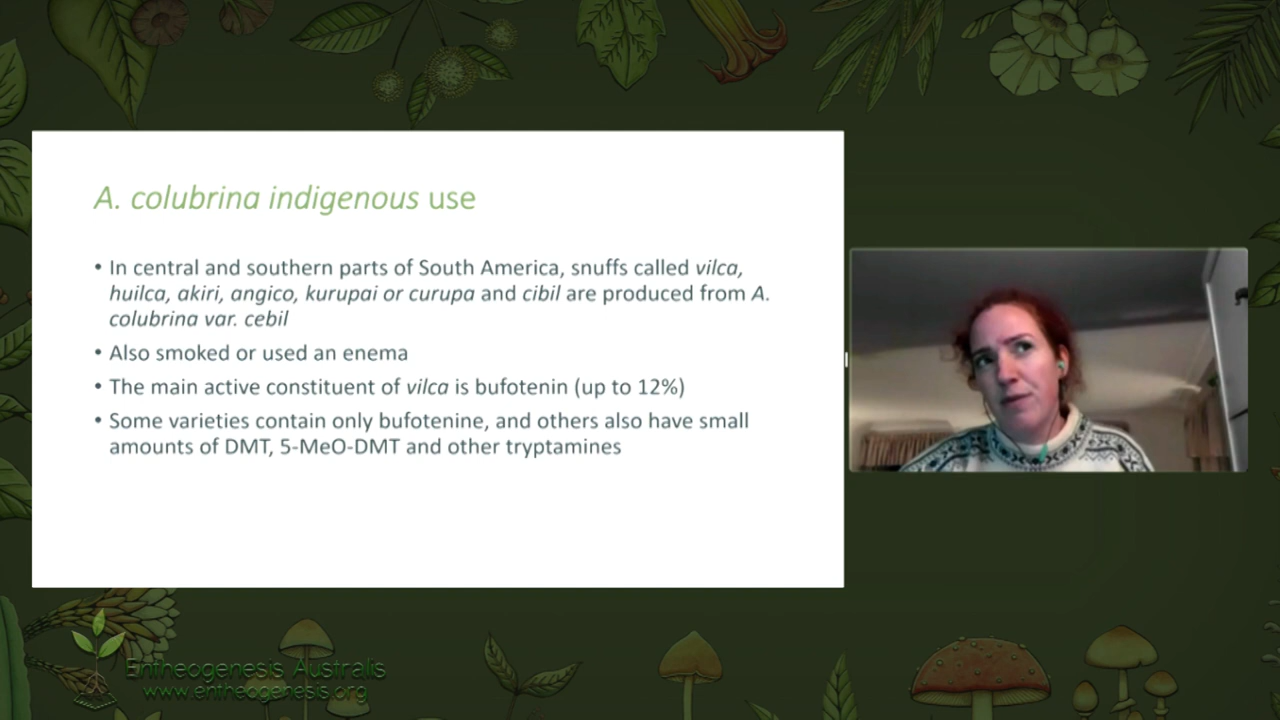 A. colubrina indigenous use
• In central and southern parts of South America, snuffs called vilca,
huilca, akiri, angico, kurupai or curupa and cibil are produced from A.
colubrina var. cebil
• Also smoked or used an enema
• The main active constituent of vilca is bufotenin (up to 12%)
• Some varieties contain only bufotenine, and others also have small
amounts of DMT, 5-MeO-DMT and other tryptamines
Entheogenesis Australis
www.entheogenesis.org